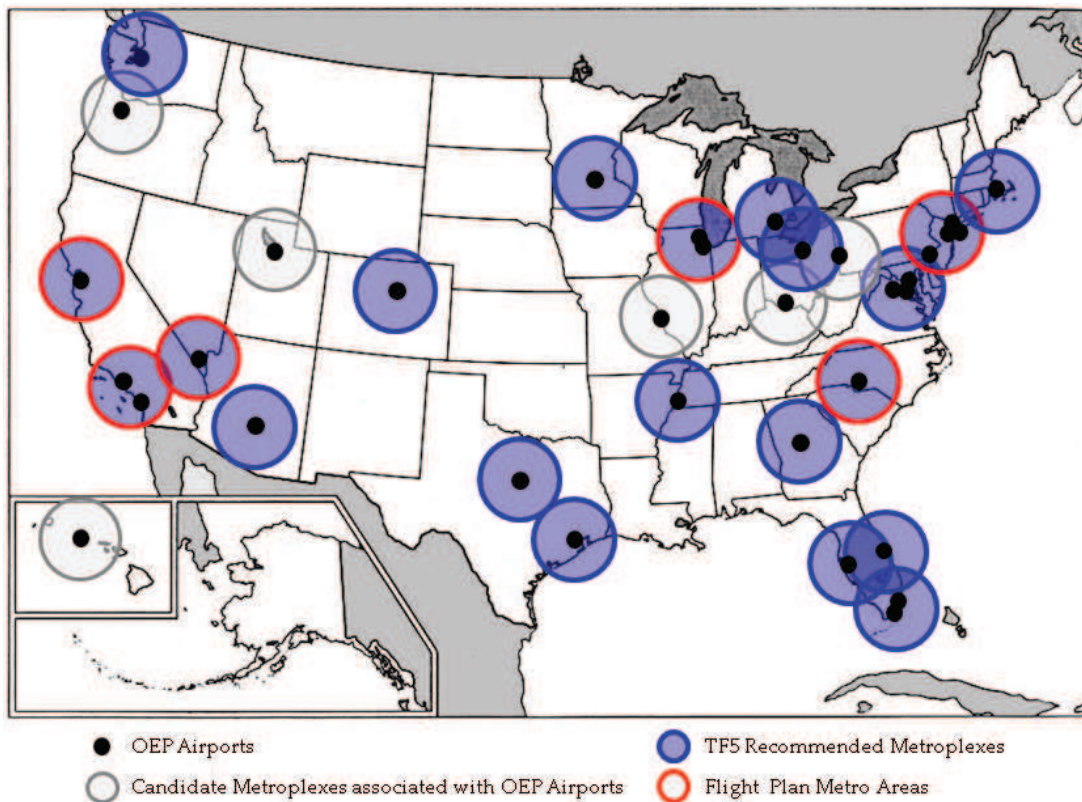 OEP Airports
TF5 Recommended Metroplexes
Candidate Metroplexes associated with OEP Airports
Flight Plan Metro Areas